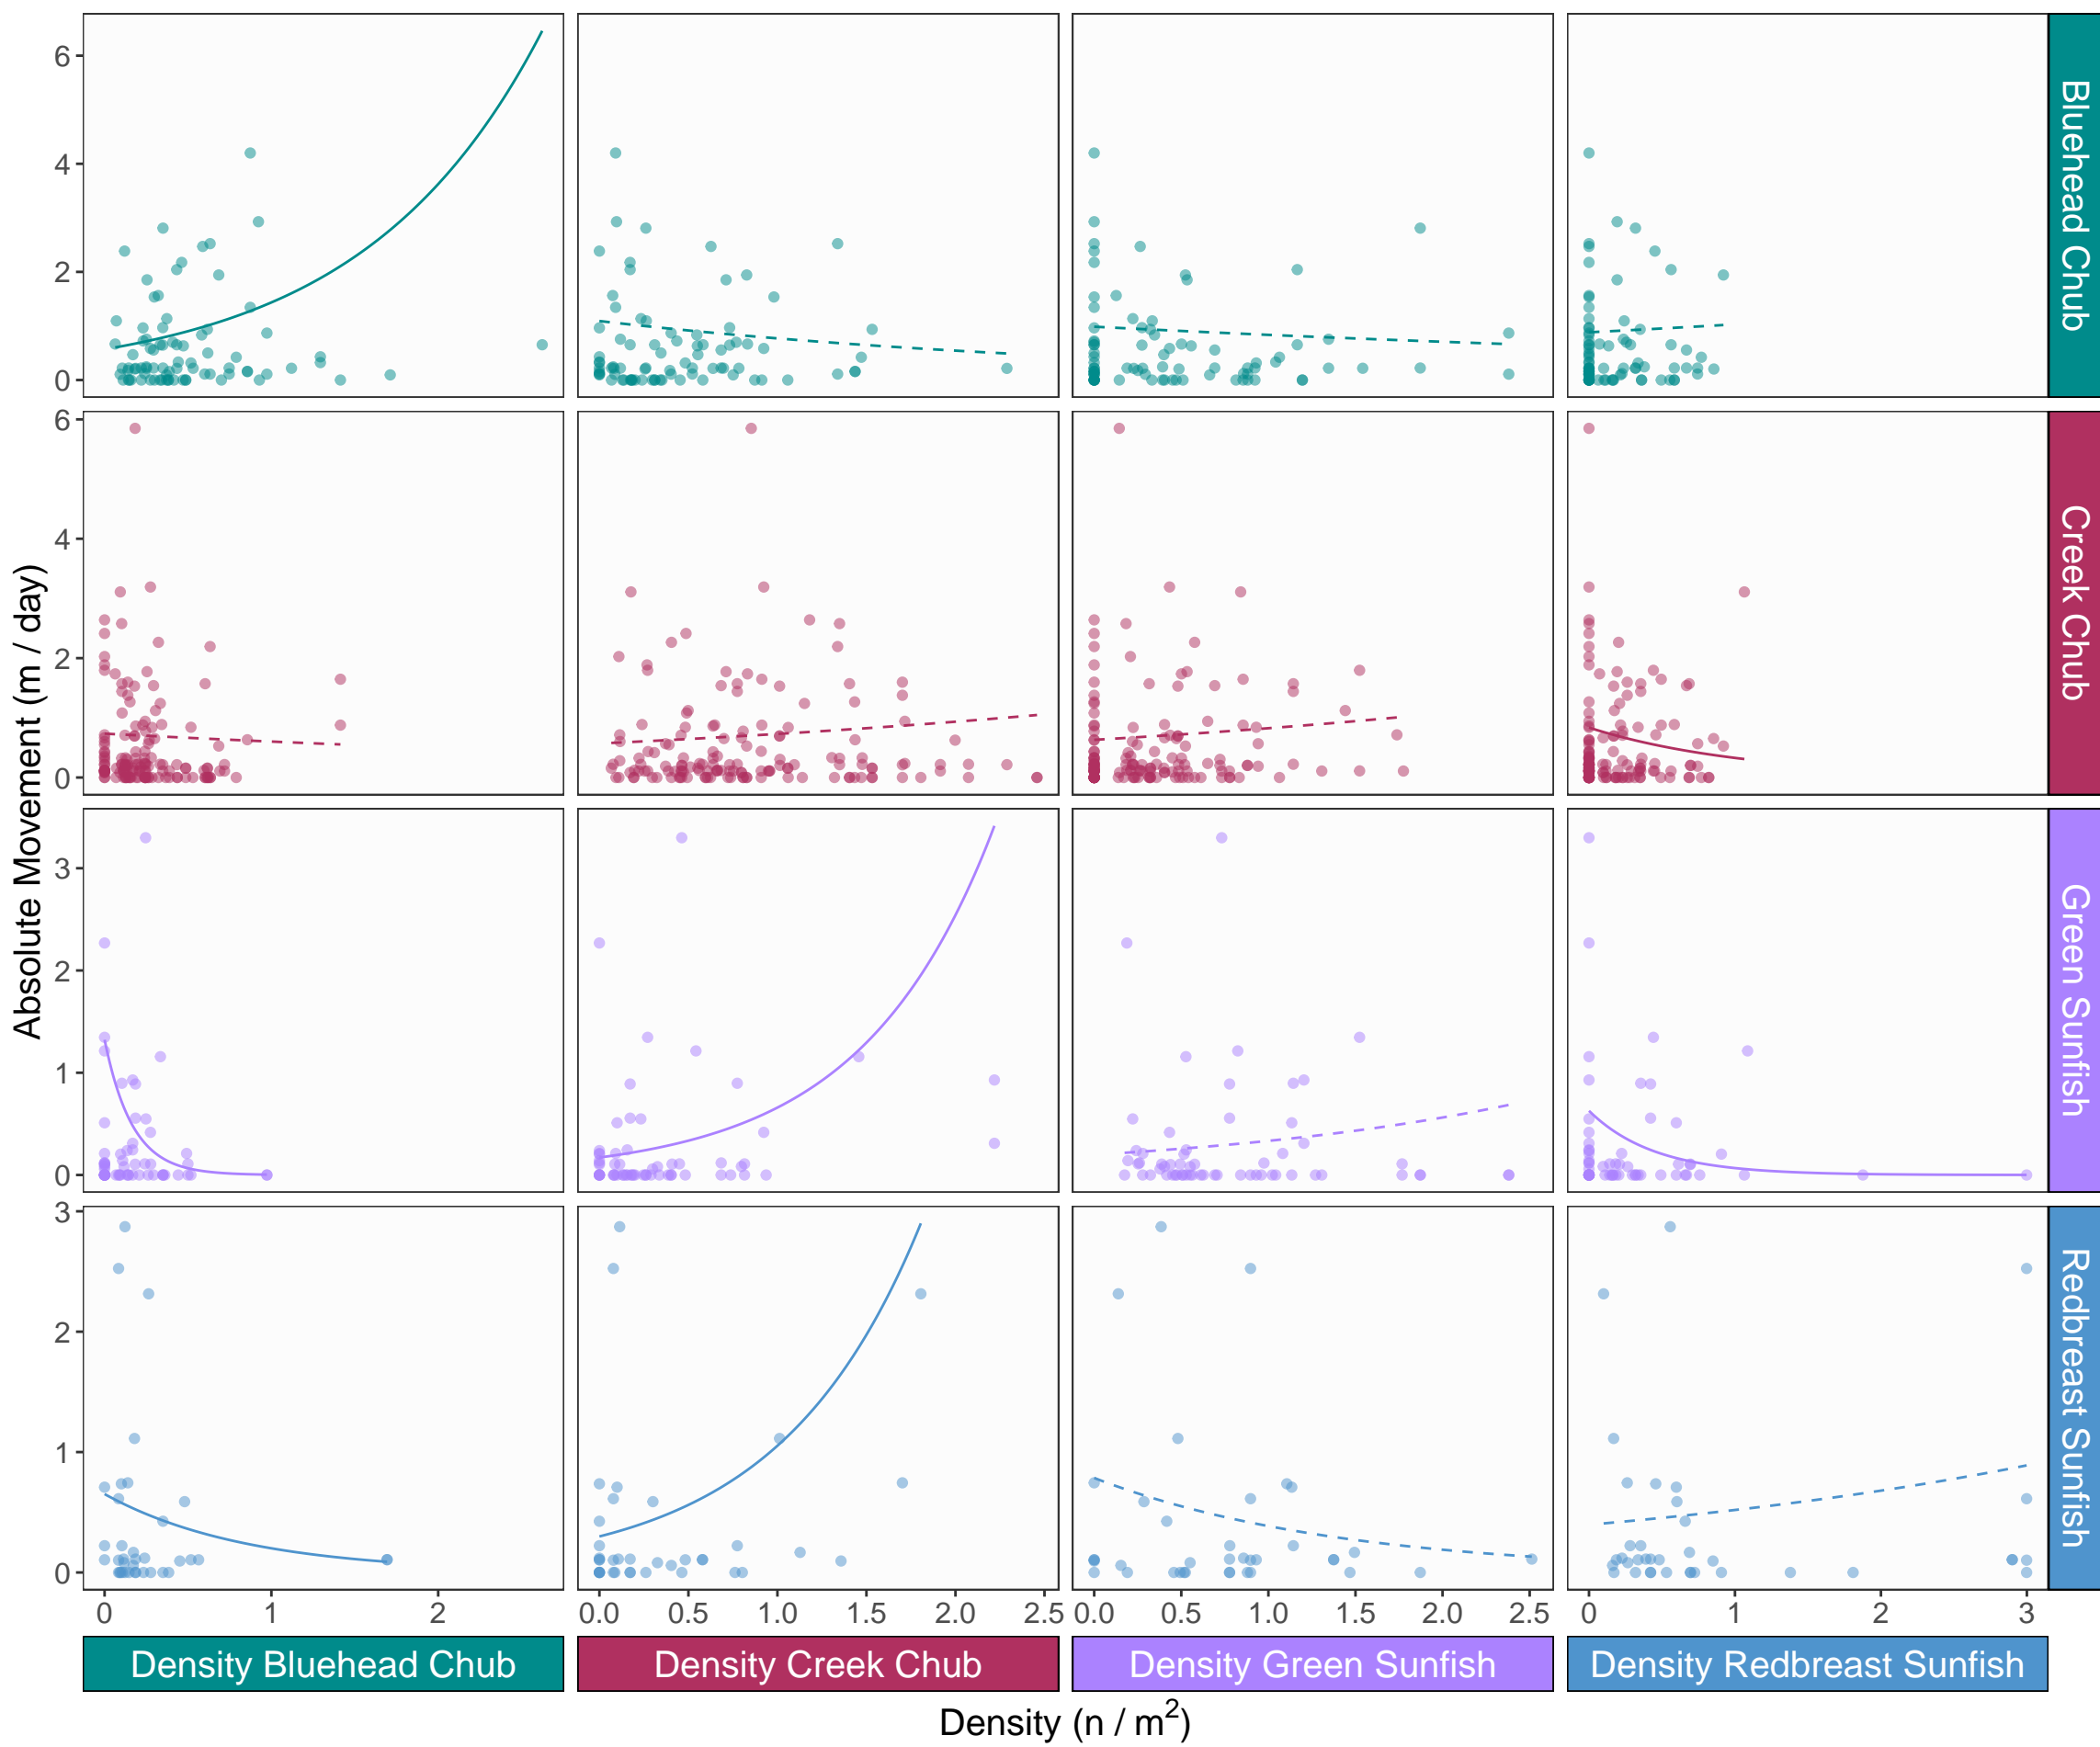 Absolute Movement (m / day)
6
4
2
0
Bluehead Chub
6
4
2
0
Creek Chub
3
2
1
0
Green Sunfish
3
2
1
0
Redbreast Sunfish
0 1 2
0.0 0.5 1.0 1.5 2.0 2.5
0.0 0.5 1.0 1.5 2.0 2.5
0 1 2 3
Density Bluehead Chub
Density Creek Chub
Density Green Sunfish
Density Redbreast Sunfish
Density (n / m²)